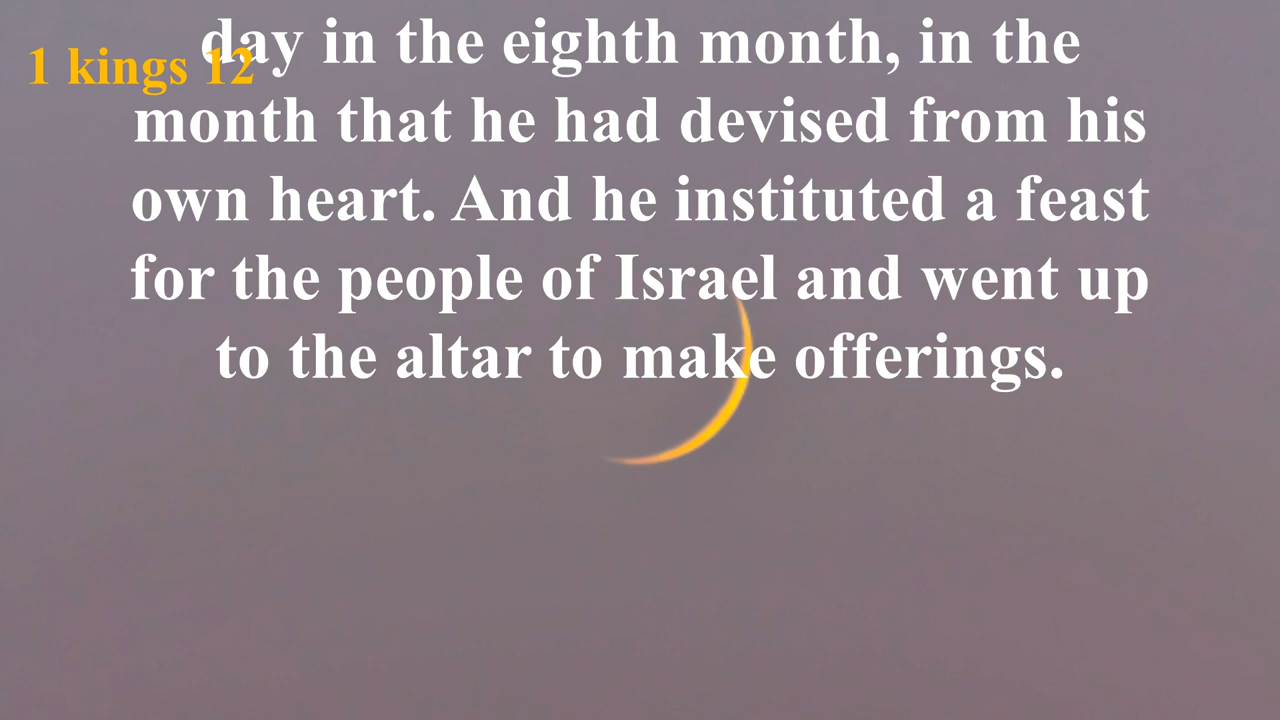 1 kings 12
day in the eighth month, in the
month that he had devised from his
own heart. And he instituted a feast
for the people of Israel and went up
to the altar to make offerings.